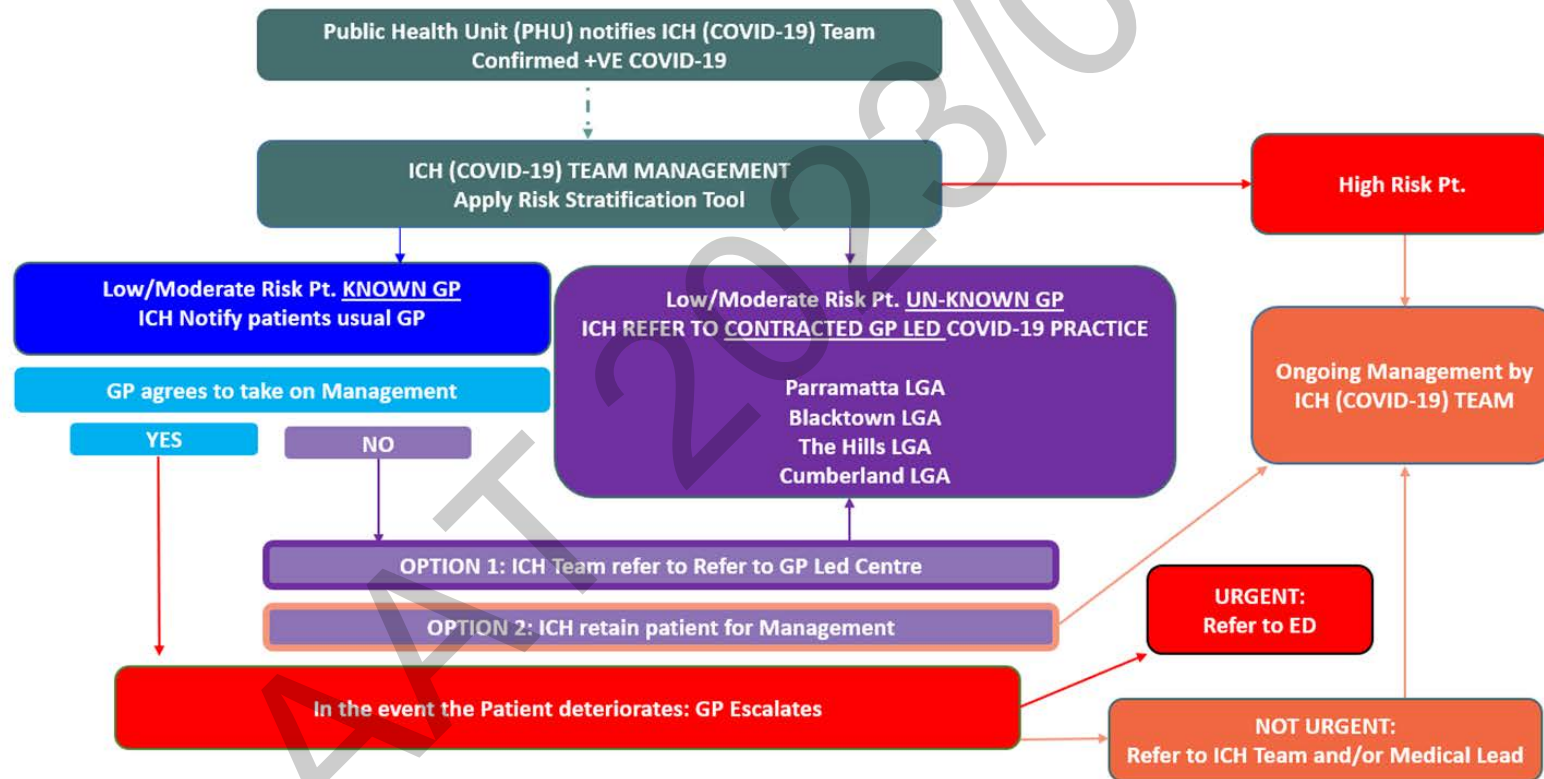 Public Health Unit (PHU) notifies ICH (COVID-19) Team
Confirmed +VE COVID-19
ICH (COVID-19) TEAM MANAGEMENT
Apply Risk Stratification Tool
High Risk Pt.
Low/Moderate Risk Pt. KNOWN GP
ICH Notify patients usual GP
Low/Moderate Risk Pt. UN-KNOWN GP
ICH REFER TO CONTRACTED GP LED COVID-19 PRACTICE
Parramatta LGA
Blacktown LGA
The Hills LGA
Cumberland LGA
Ongoing Management by
ICH (COVID-19) TEAM
GP agrees to take on Management
YES
NO
OPTION 1: ICH Team refer to Refer to GP Led Centre
OPTION 2: ICH retain patient for Management
URGENT:
Refer to ED
In the event the Patient deteriorates: GP Escalates
NOT URGENT:
Refer to ICH Team and/or Medical Lead
AAT 2023/0